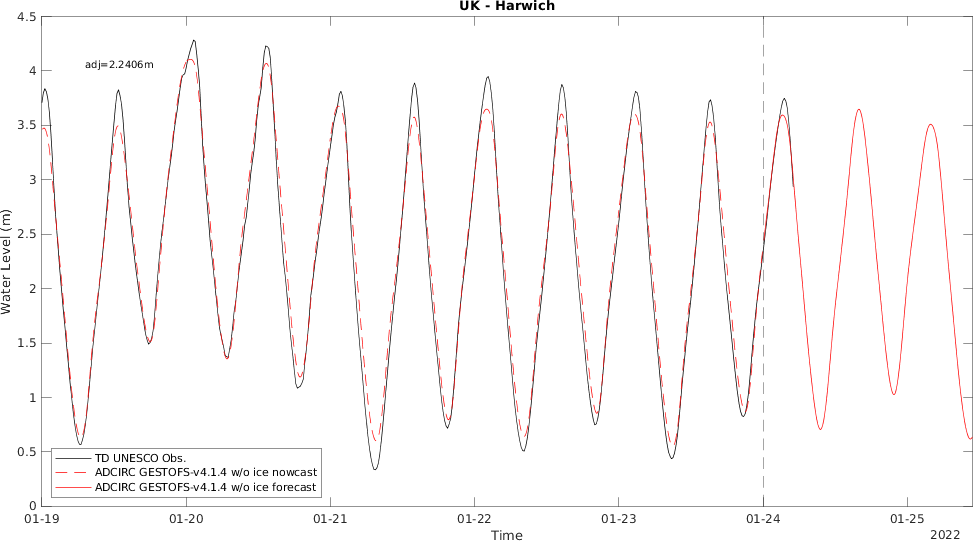 UK - Harwich
4.5
4
3.5
3
2.5
2
1.5
1
0.5
0
Water Level (m)
adj=2.2406m
TD UNESCO Obs.
ADCIRC GESTOFS-v4.1.4 w/o ice nowcast
ADCIRC GESTOFS-v4.1.4 w/o ice forecast
01-19 01-20 01-21 01-22 01-23 01-24 01-25
Time
2022